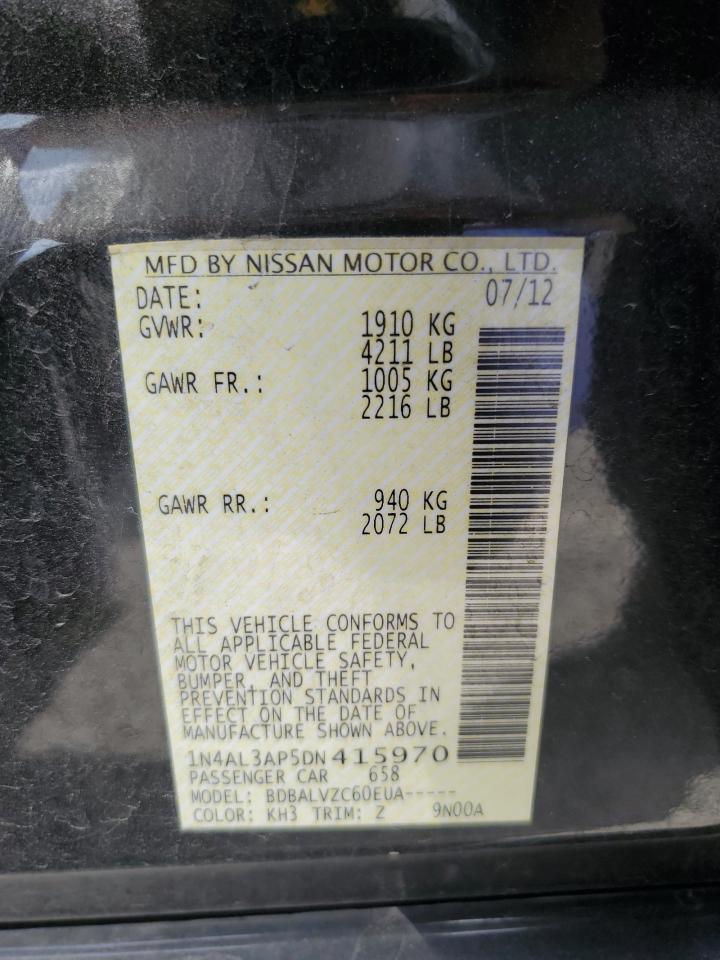 MFD BY NISSAN MOTOR CO., LTD.
DATE: 07/12
GVWR: 1910 KG
4211 LB
GAWR FR.: 1005 KG
2216 LB
GAWR RR.: 940 KG
2072 LB
THIS VEHICLE CONFORMS TO
ALL APPLICABLE FEDERAL
MOTOR VEHICLE SAFETY,
BUMPER, AND THEFT
PREVENTION STANDARDS IN
EFFECT ON THE DATE OF
MANUFACTURE SHOWN ABOVE.
1N4AL3AP5DN415970
PASSENGER CAR 658
MODEL: BDBALVZC60EUA-----
COLOR: KH3 TRIM: Z 9N00A